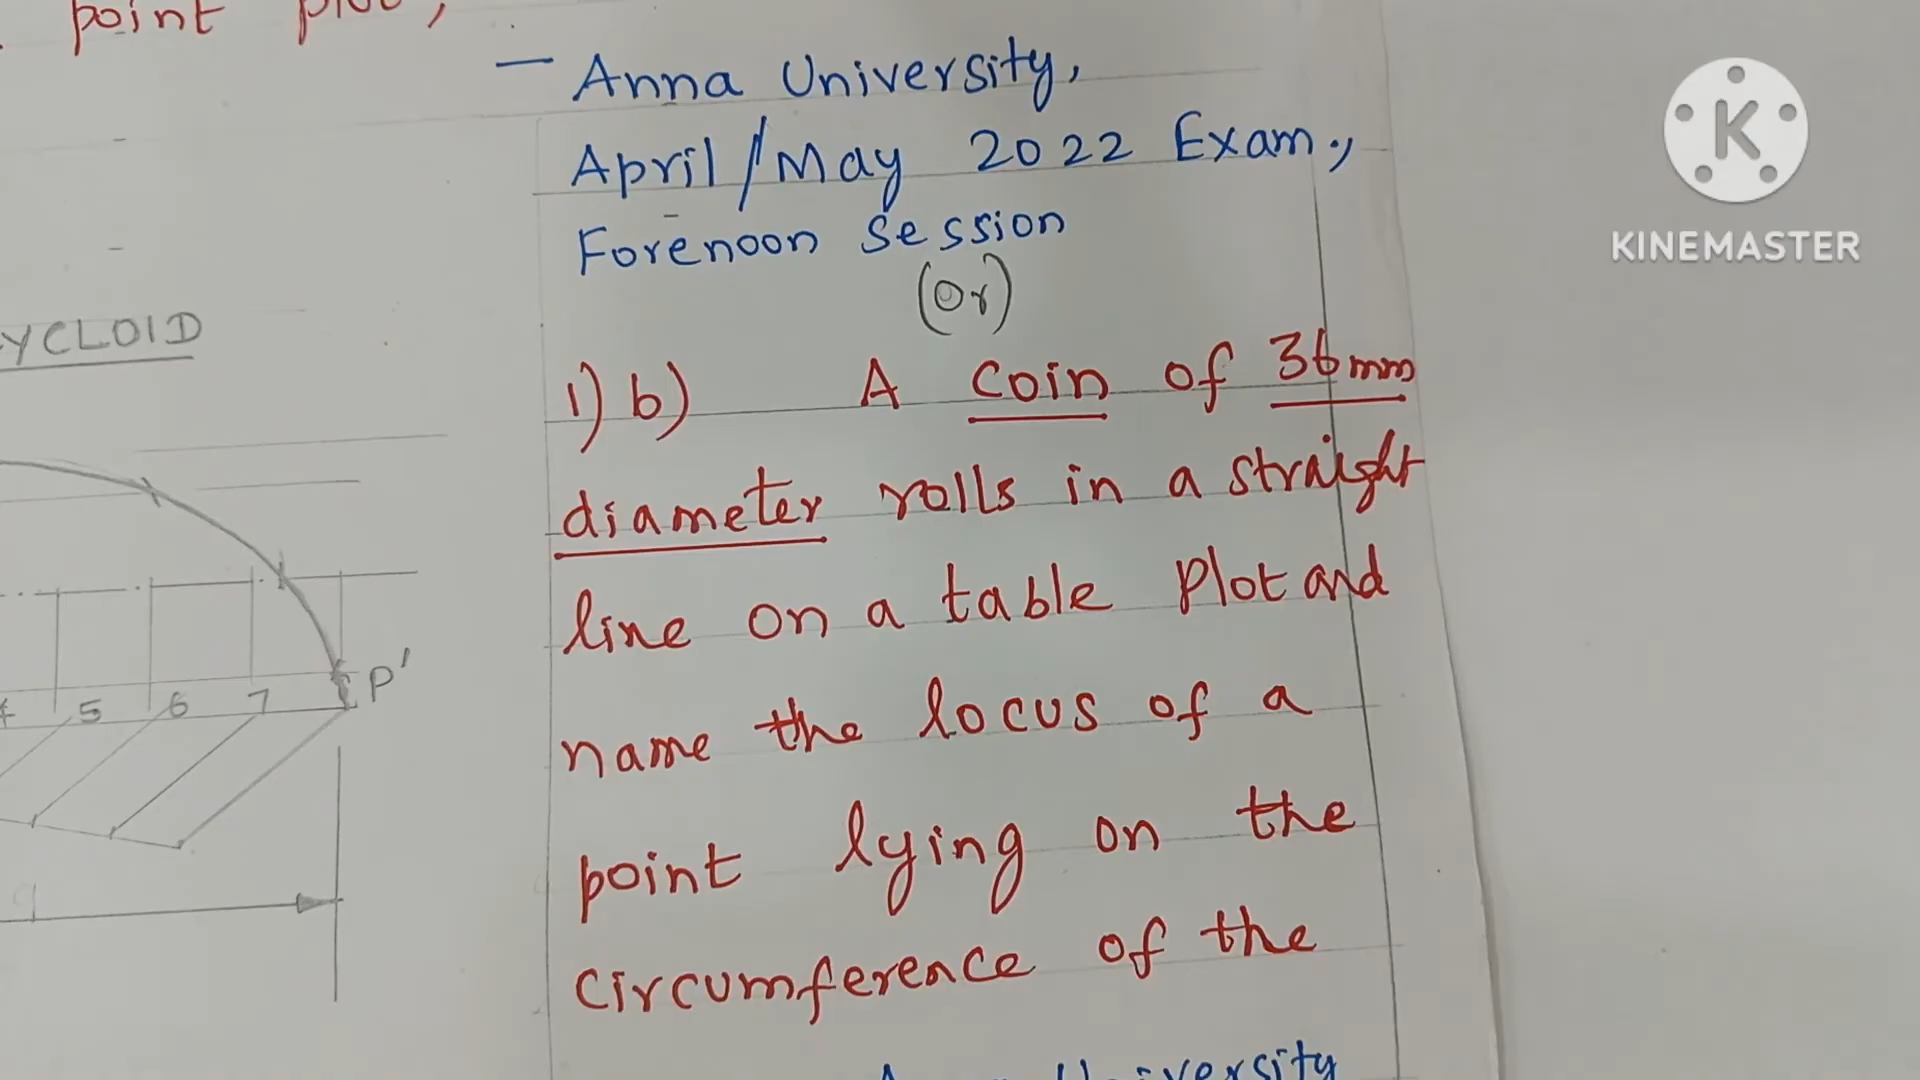 point plot,
- Anna University,
April/May 2022 Exam.,
Forenoon Session
(Or)
1) b) A coin of 36mm
diameter rolls in a straight
line on a table Plot and
name the locus of a
point lying on the
circumference of the
University
YCLOID
5 6 7 P'
K
KINEMASTER